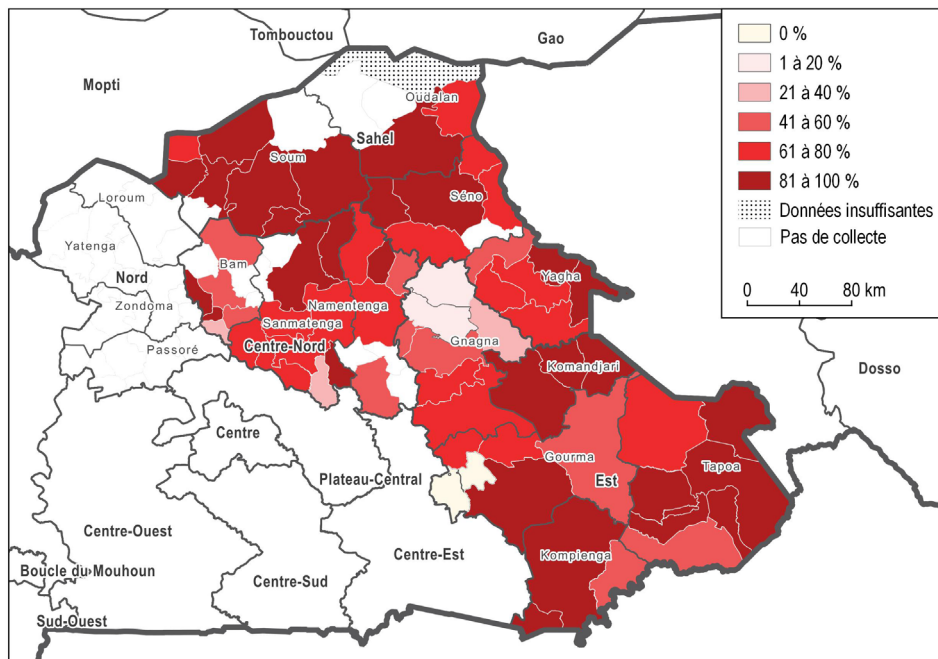 Tombouctou
Gao
Mopti
Oudalan
Sahel
Soum
Séno
Loroum
Yatenga
Nord
Bam
Yagha
Zondoma
Namentenga
Sanmatenga
Centre-Nord
Passoré
Gnagna
Komandjari
Dosso
Centre
Gourma
Est
Tapoa
Plateau-Central
Centre-Ouest
Centre-Est
Kompienga
Boucle du Mouhoun
Centre-Sud
Sud-Ouest
0 %
1 à 20 %
21 à 40 %
41 à 60 %
61 à 80 %
81 à 100 %
Données insuffisantes
Pas de collecte
0 40 80 km